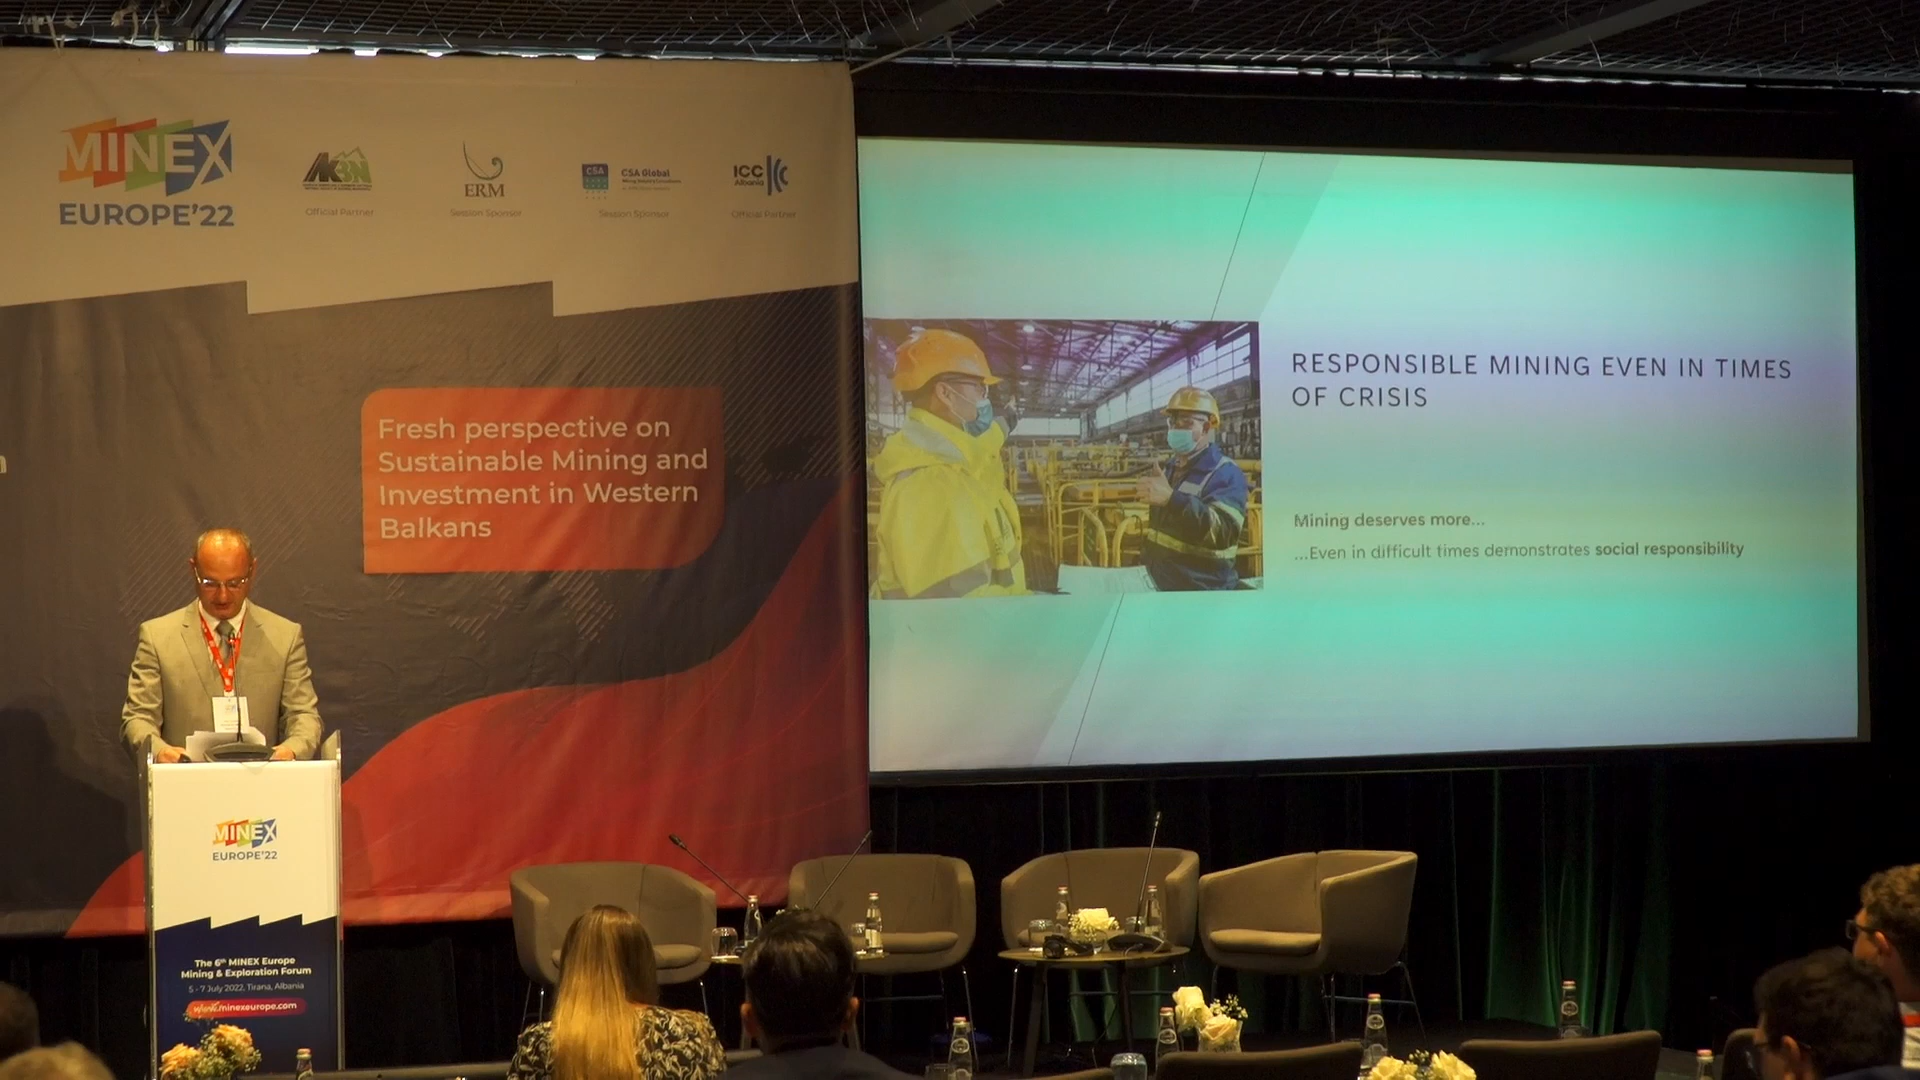 MINEX
EUROPE'22
AKBN
Official Partner
ERM
Session Sponsor
CSA
CSA Global
Session Sponsor
ICC
Albania
Official Partner
Fresh perspective on
Sustainable Mining and
Investment in Western
Balkans
RESPONSIBLE MINING EVEN IN TIMES
OF CRISIS
Mining deserves more...
...Even in difficult times demonstrates social responsibility
MINEX
EUROPE'22
The 6th MINEX Europe
Mining & Exploration Forum
5 - 7 July 2022, Tirana, Albania
www.minexeurope.com